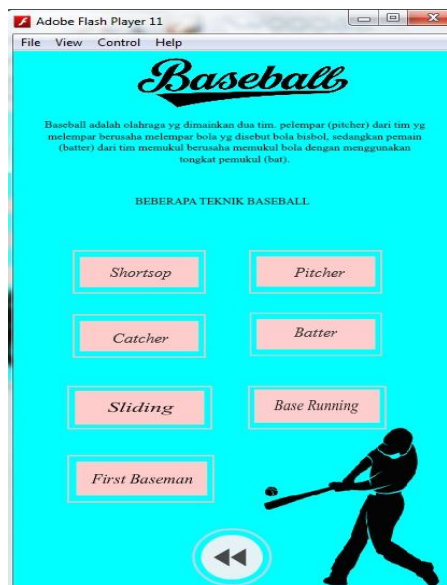 Adobe Flash Player 11
File View Control Help
Baseball
Baseball adalah olahraga yg dimainkan dua tim. pelempar (pitcher) dari tim yg
melempar berusaha melempar bola yg disebut bola bisbol, sedangkan pemain
(batter) dari tim memukul berusaha memukul bola dengan menggunakan
tongkat pemukul (bat).
BEBERAPA TEKNIK BASEBALL
Shortsop Pitcher
Catcher Batter
Sliding Base Running
First Baseman